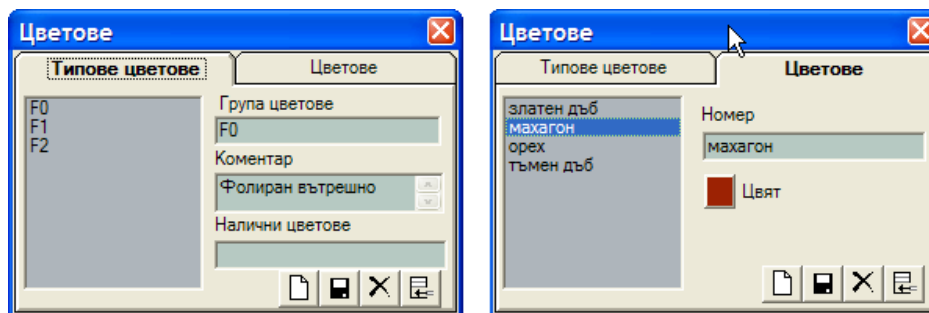 Цветове
Типове цветове
Цветове
F0
F1
F2
Група цветове
F0
Коментар
Фолиран вътрешно
Налични цветове
Цветове
Типове цветове
Цветове
златен дъб
махагон
орех
тъмен дъб
Номер
махагон
Цвят